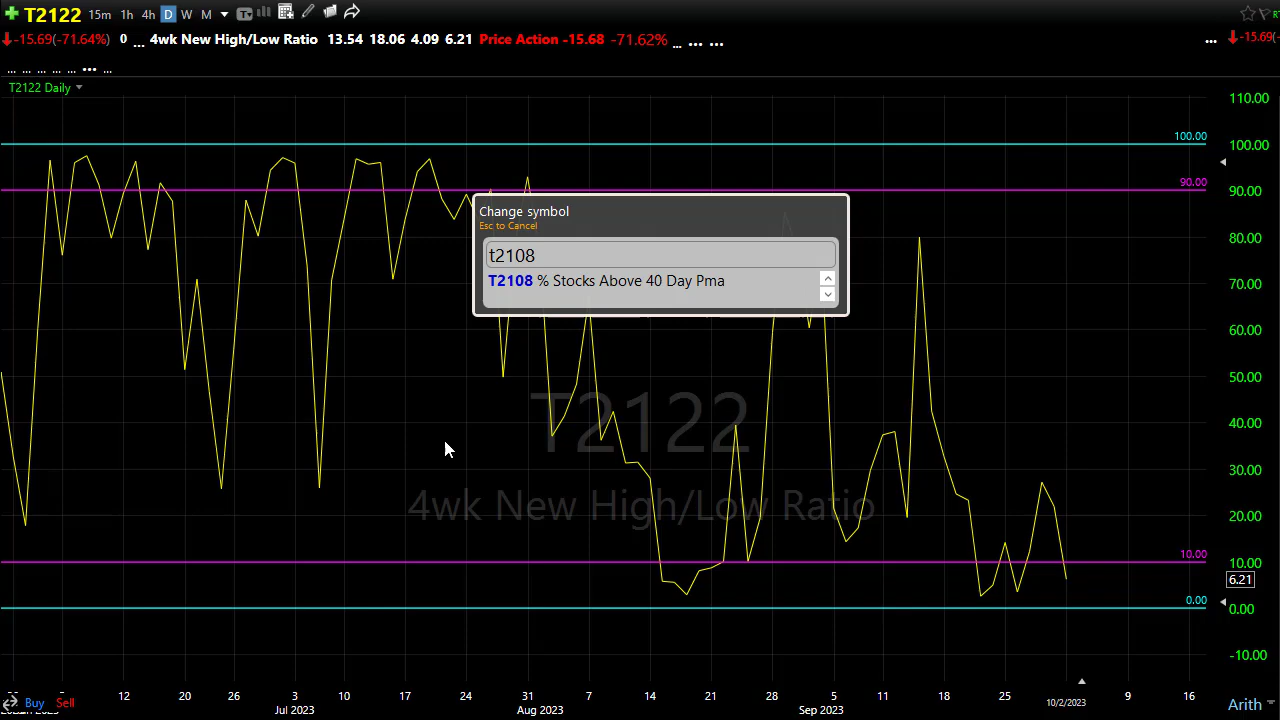 T2122 15m 1h 4h D W M
-15.69(-71.64%) 0 ... 4wk New High/Low Ratio 13.54 18.06 4.09 6.21 Price Action -15.68 -71.62% ... ... ... ... -15.69(-
... ... ... ... ... ... ...
T2122 Daily
110.00
100.00 100.00
90.00 90.00
Change symbol
Esc to Cancel
t2108
T2108 % Stocks Above 40 Day Pma
80.00
70.00
60.00
50.00
T2122
40.00
30.00
4wk New High/Low Ratio
20.00
10.00 10.00
6.21
0.00 0.00
-10.00
12 20 26 3 10 17 24 31 7 14 21 28 5 11 18 25 10/2/2023 9 16
Buy Sell
Jul 2023 Aug 2023 Sep 2023
Arith